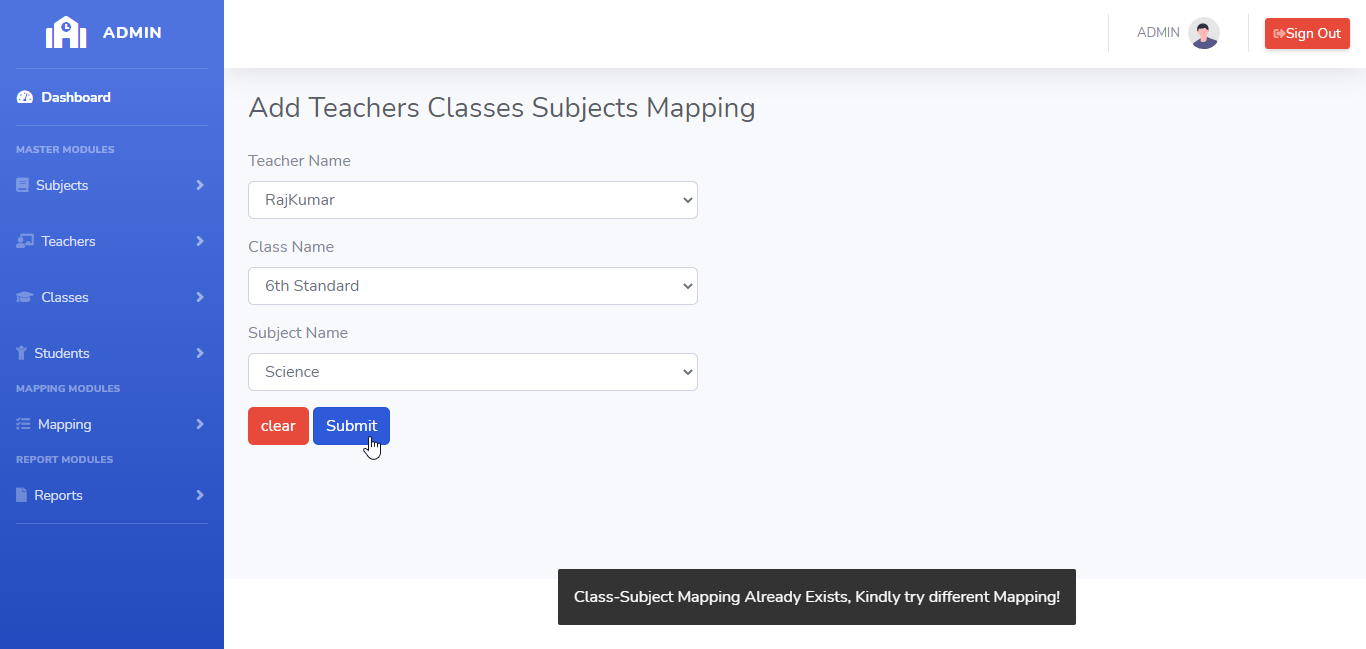 ADMIN
Dashboard
MASTER MODULES
Subjects
Teachers
Classes
Students
MAPPING MODULES
Mapping
REPORT MODULES
Reports
ADMIN
Sign Out
Add Teachers Classes Subjects Mapping
Teacher Name
RajKumar
Class Name
6th Standard
Subject Name
Science
clear Submit
Class-Subject Mapping Already Exists, Kindly try different Mapping!